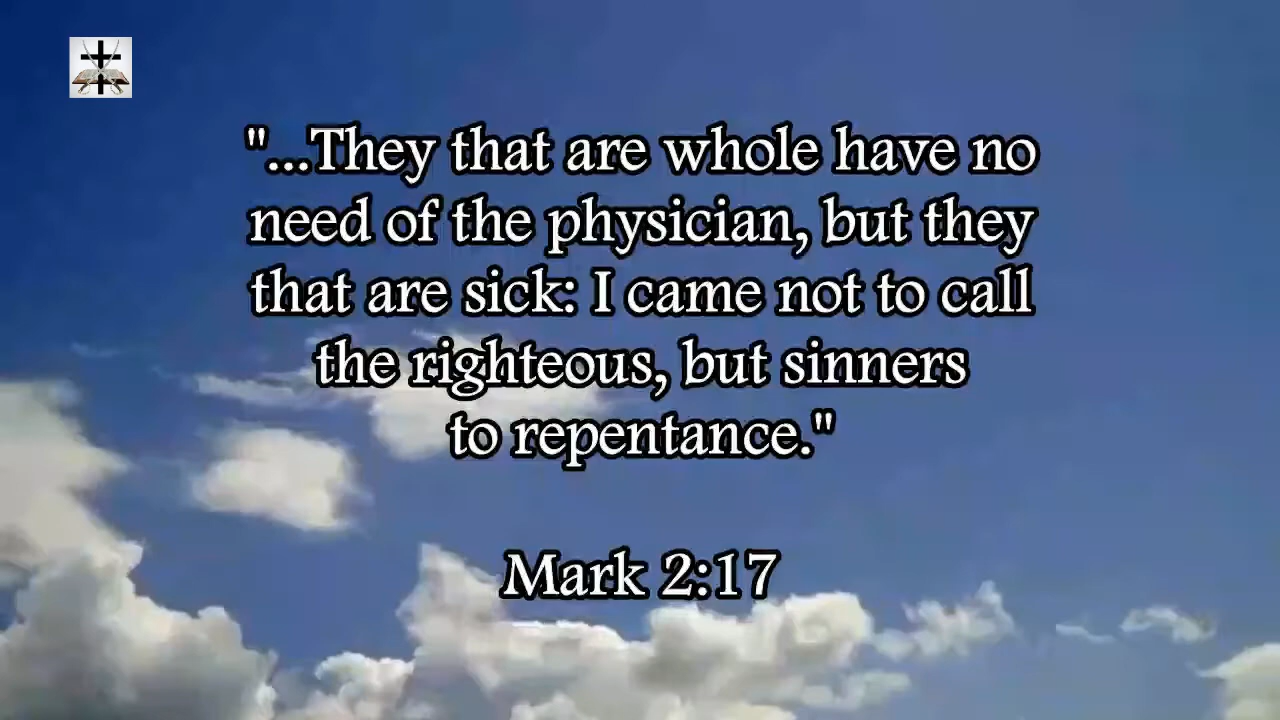 "...They that are whole have no
need of the physician, but they
that are sick: I came not to call
the righteous, but sinners
to repentance."
Mark 2:17